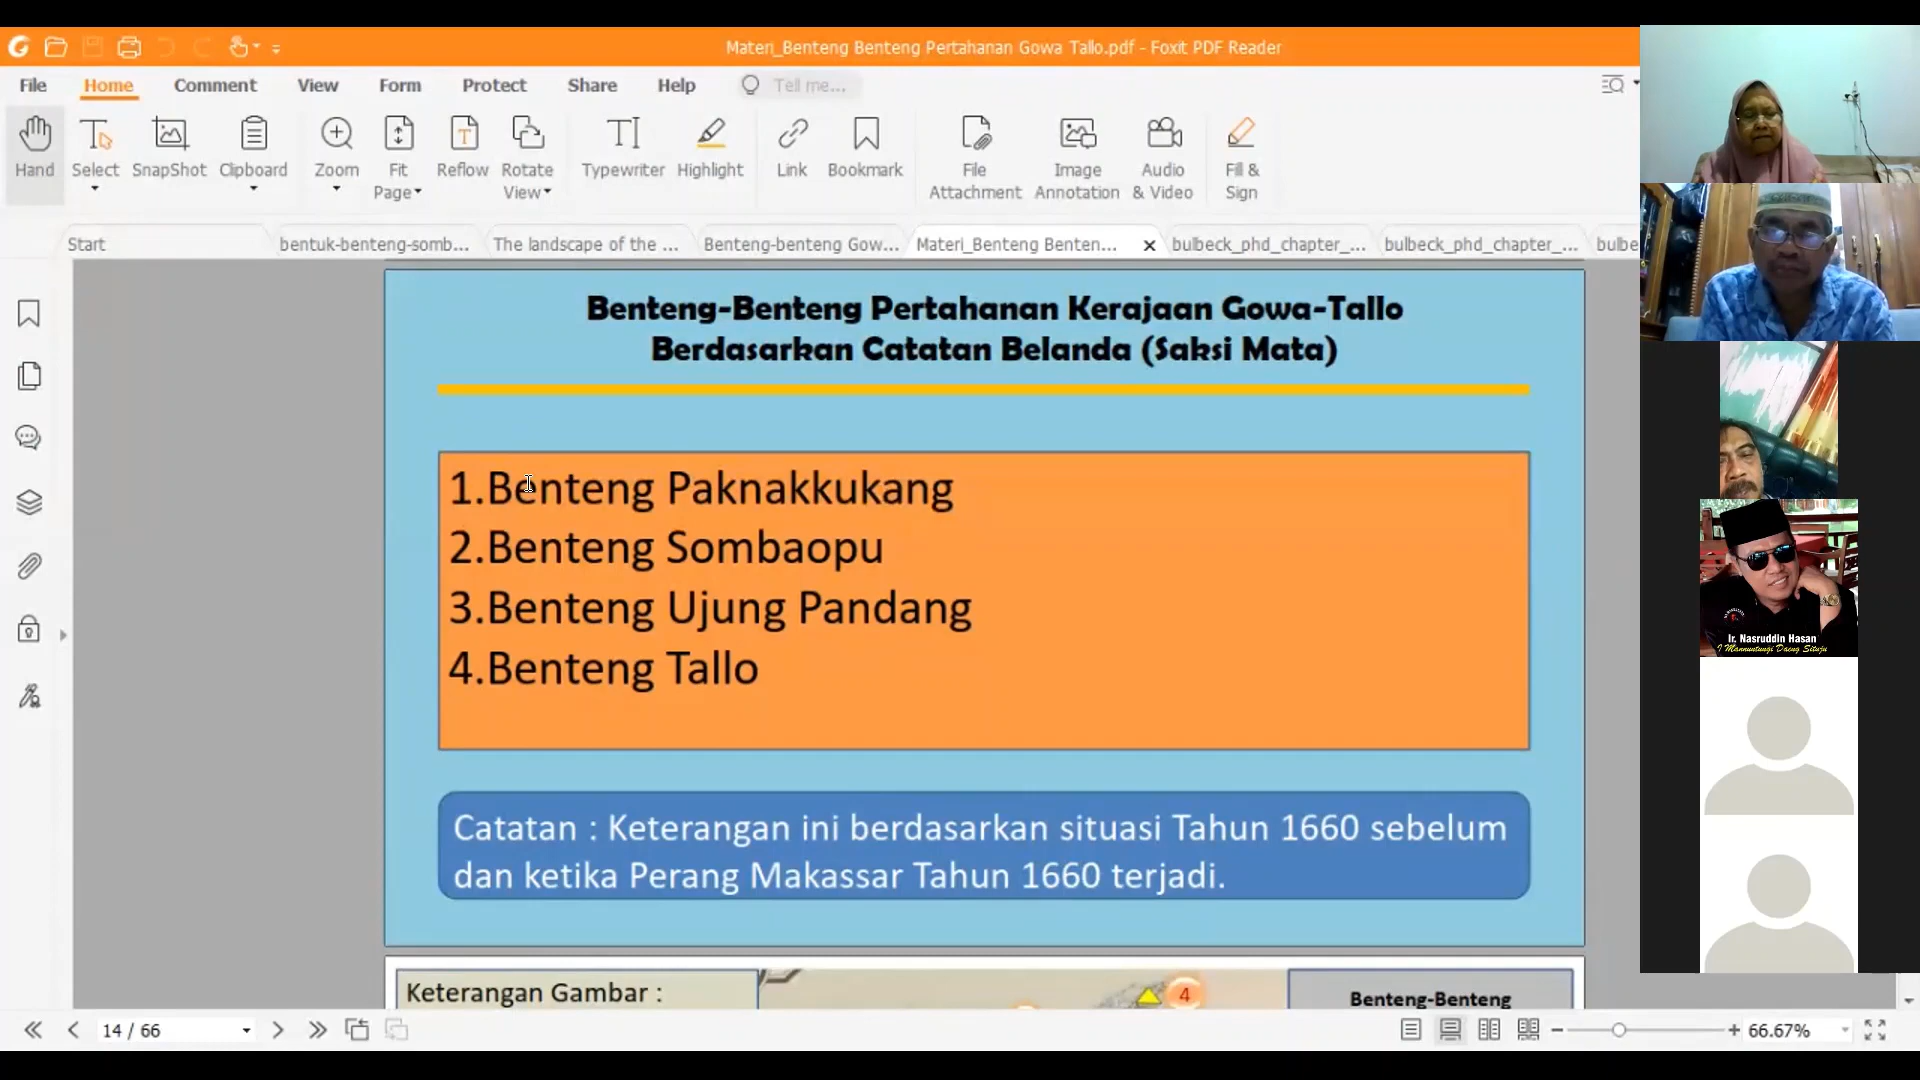 Materi_Benteng Benteng Pertahanan Gowa Tallo.pdf - Foxit PDF Reader
File Home Comment View Form Protect Share Help Tell me...
Hand Select SnapShot Clipboard Zoom Fit Page Reflow Rotate View Typewriter Highlight Link Bookmark File Attachment Image Annotation Audio & Video Fill & Sign
Start bentuk-benteng-somb... The landscape of the ... Benteng-benteng Gow... Materi_Benteng Benten... bulbeck_phd_chapter_... bulbeck_phd_chapter_... bulbe
Benteng-Benteng Pertahanan Kerajaan Gowa-Tallo
Berdasarkan Catatan Belanda (Saksi Mata)
1.Benteng Paknakkukang
2.Benteng Sombaopu
3.Benteng Ujung Pandang
4.Benteng Tallo
Catatan : Keterangan ini berdasarkan situasi Tahun 1660 sebelum
dan ketika Perang Makassar Tahun 1660 terjadi.
Keterangan Gambar :
4
Benteng-Benteng
Ir. Nasruddin Hasan
I Mannuntungi Daeng Situju
14 / 66
66.67%